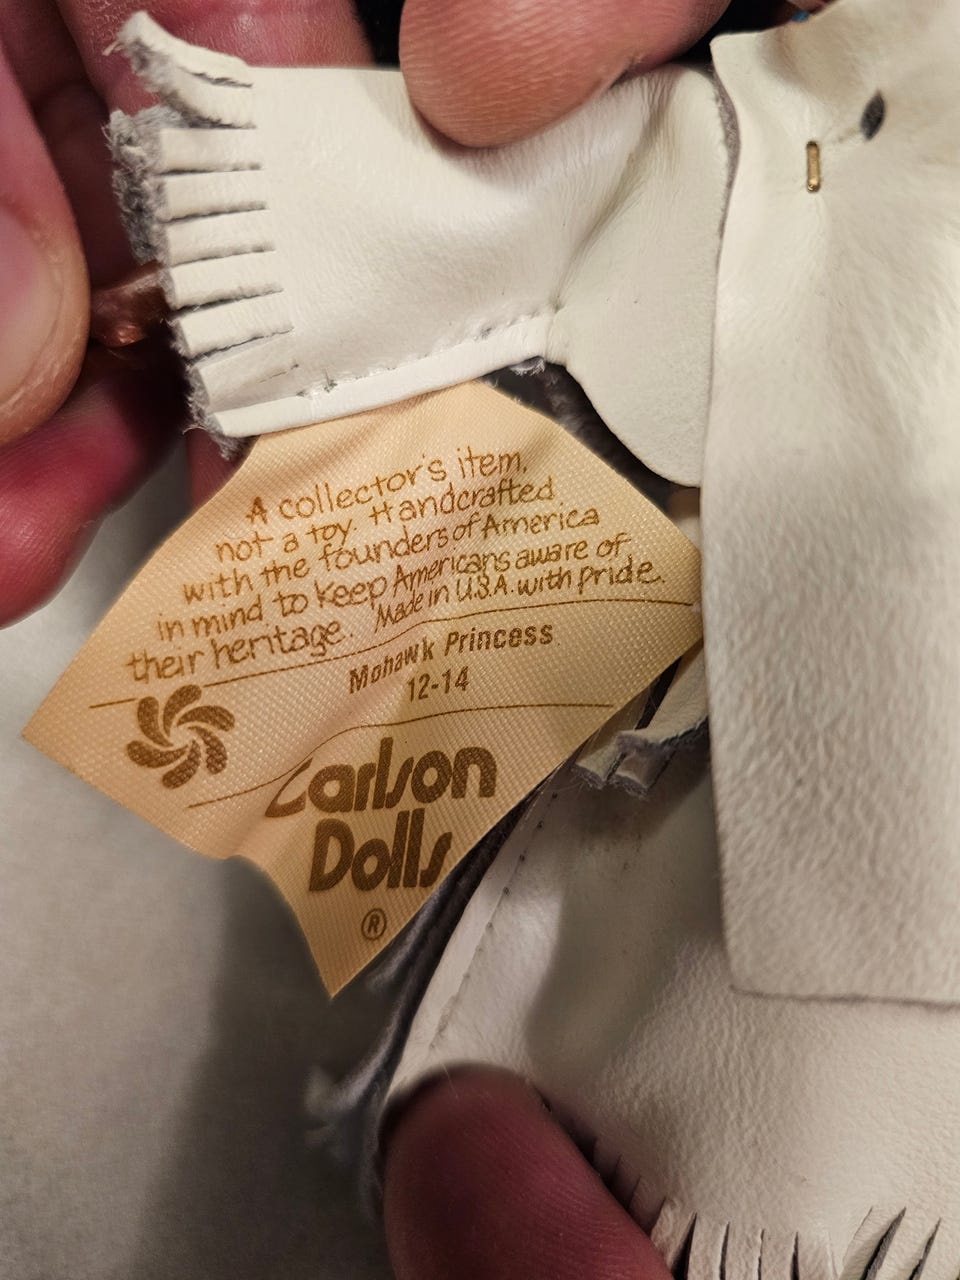 A collector's item,
not a toy. Handcrafted
with the founders of America
in mind to keep Americans aware of
their heritage. Made in U.S.A. with pride.
Mohawk Princess
12-14
Carlson
Dolls
®